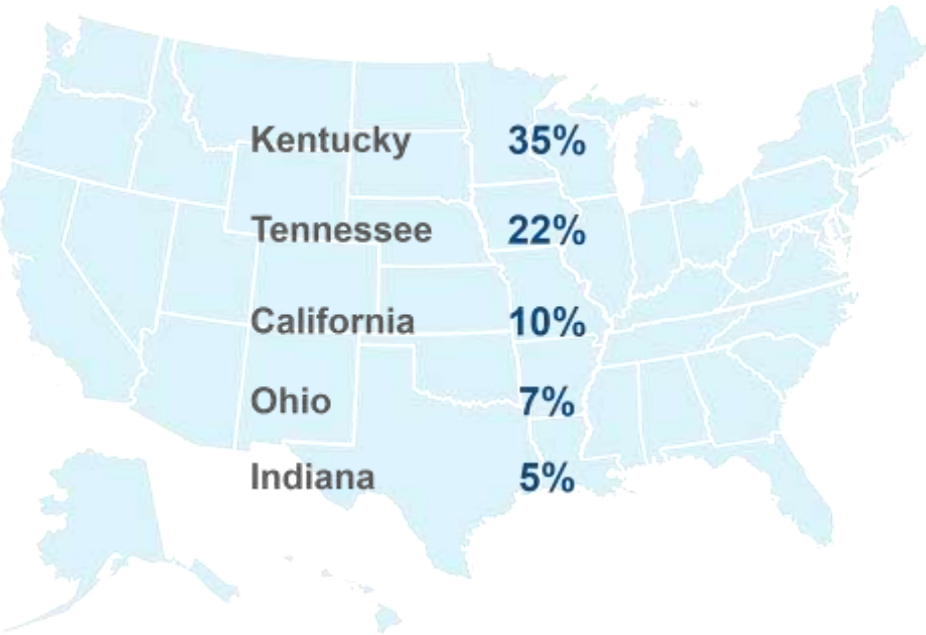 Kentucky 35%
Tennessee 22%
California 10%
Ohio 7%
Indiana 5%